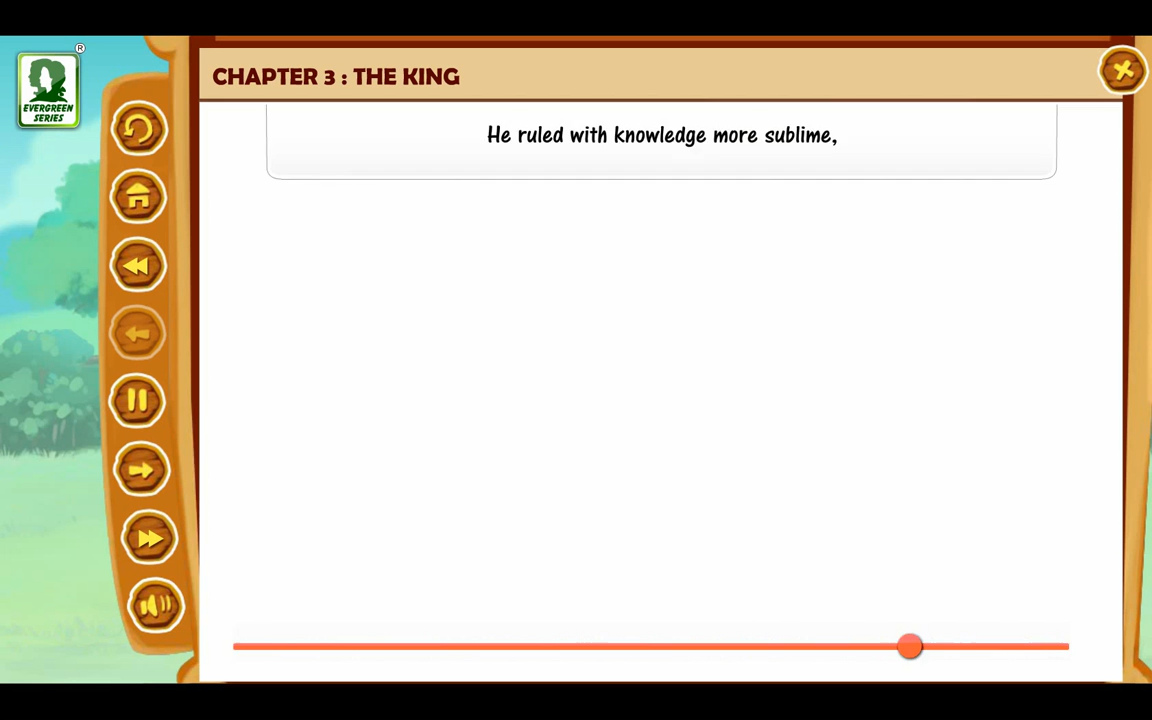 ®
EVERGREEN
SERIES
CHAPTER 3 : THE KING
He ruled with knowledge more sublime,